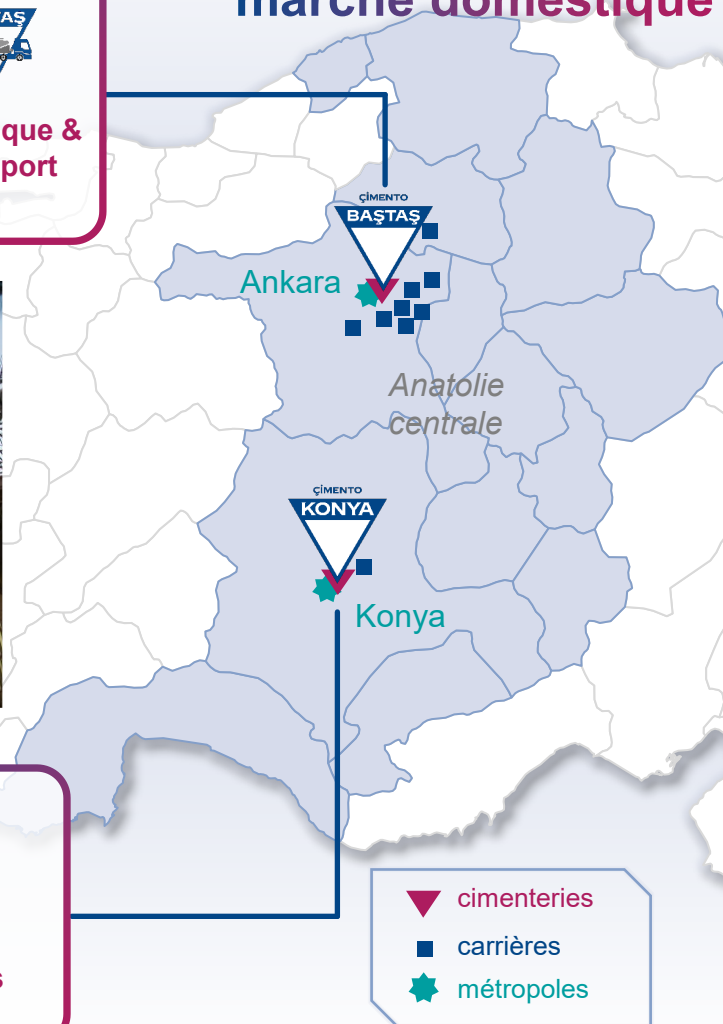 marché domestique
que &
port
ÇİMENTO
BAŞTAŞ
Ankara
Anatolie
centrale
ÇİMENTO
KONYA
Konya
cimenteries
carrières
métropoles